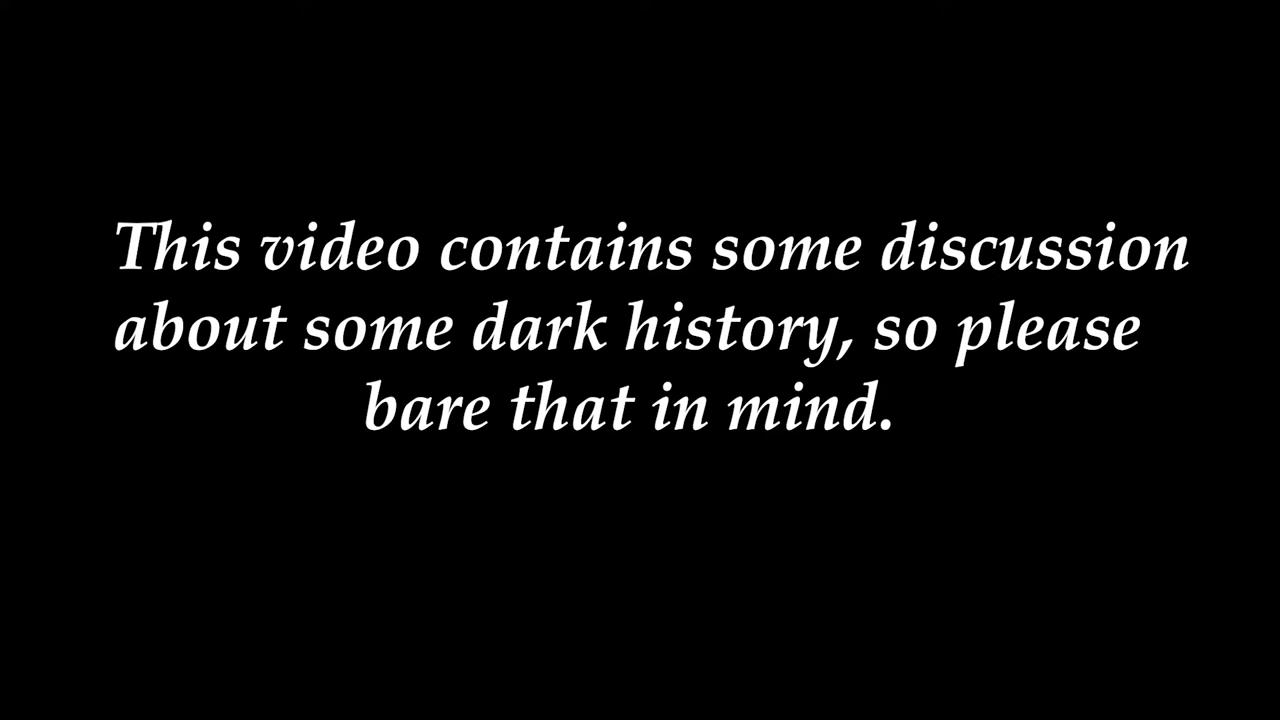 This video contains some discussion
about some dark history, so please
bare that in mind.